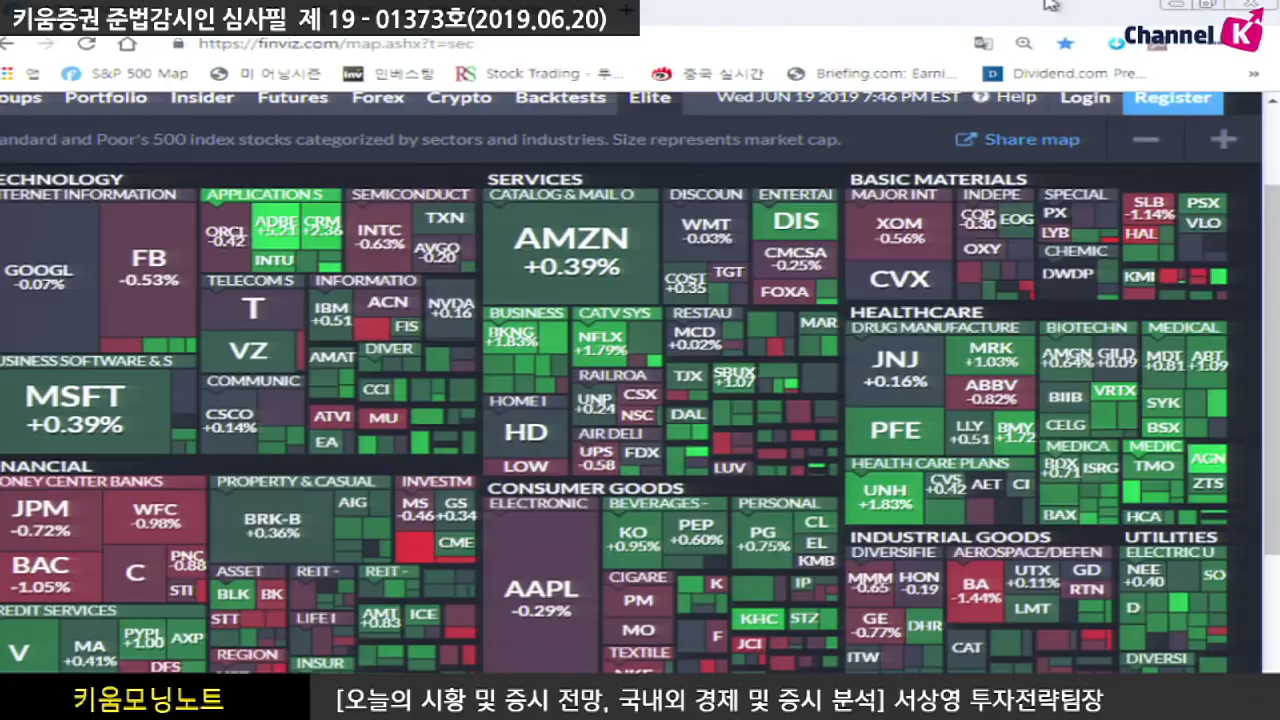 키움증권 준법감시인 심사필 제 19 - 01373호(2019.06.20)
Channel K
https://finviz.com/map.ashx?t=sec
앱 S&P 500 Map 미 어닝시즌 Inv 인베스팅 RS Stock Trading - 투... 중국 실시간 Briefing.com: Earni... D Dividend.com Pre... »
oups Portfolio Insider Futures Forex Crypto Backtests Elite Wed JUN 19 2019 7:46 PM EST Help Login Register
andard and Poor's 500 index stocks categorized by sectors and industries. Size represents market cap. Share map
ECHNOLOGY
TERNET INFORMATION
GOOGL
-0.07%
FB
-0.53%
APPLICATION S
ORCL
-0.42
ADBE
CRM
INTU
SEMICONDUCT
INTC
-0.63%
TXN
AVGO
-0.20
TELECOM S
T
VZ
INFORMATIO
IBM
+0.51
ACN
FIS
NVDA
+0.16
AMAT
DIVER
CCI
USINESS SOFTWARE & S
MSFT
+0.39%
COMMUNIC
CSCO
+0.14%
ATVI
MU
EA
NANCIAL
ONEY CENTER BANKS
JPM
-0.72%
WFC
-0.98%
BAC
-1.05%
C
PNC
-0.88
STI
PROPERTY & CASUAL
BRK-B
+0.36%
AIG
INVESTM
MS
-0.46
GS
+0.34
CME
ASSET
BLK
BK
STT
REIT -
REIT -
LIFE I
AMT
+0.83
ICE
REGION
INSUR
REDIT SERVICES
V
MA
+0.41%
PYPL
+1.00
AXP
DFS
SERVICES
CATALOG & MAIL O
AMZN
+0.39%
DISCOUN
WMT
-0.03%
COST
+0.35
TGT
ENTERTAI
DIS
CMCSA
-0.25%
FOXA
BUSINESS
BKNG
+1.83%
CATV SYS
NFLX
+1.79%
RESTAU
MCD
+0.02%
MAR
SBUX
+1.07
RAILROA
UNP
+0.24
CSX
NSC
TJX
HOME I
HD
LOW
AIR DELI
UPS
-0.58
FDX
DAL
LUV
CONSUMER GOODS
ELECTRONIC
AAPL
-0.29%
BEVERAGES -
KO
+0.95%
PEP
+0.60%
PERSONAL
PG
+0.75%
CL
EL
KMB
CIGARE
PM
MO
K
IP
KHC
STZ
F
JCI
TEXTILE
NKE
BASIC MATERIALS
MAJOR INT
XOM
-0.56%
CVX
INDEPE
COP
-0.30
EOG
OXY
SPECIAL
PX
LYB
CHEMIC
DWDP
SLB
-1.14%
HAL
PSX
VLO
KMI
HEALTHCARE
DRUG MANUFACTURE
JNJ
+0.16%
MRK
+1.03%
ABBV
-0.82%
PFE
LLY
+0.51
BMY
+1.72
BIOTECHN
AMGN
+0.64%
GILD
+0.09
BIIB
VRTX
CELG
MEDICAL
MDT
+0.81
ABT
+1.09
SYK
BSX
HEALTH CARE PLANS
UNH
+1.83%
CVS
+0.42
AET
CI
MEDICA
BDX
+0.71
ISRG
BAX
MEDIC
TMO
AGN
ZTS
HCA
INDUSTRIAL GOODS
DIVERSIFIE
MMM
-0.65
HON
-0.19
GE
-0.77%
DHR
ITW
AEROSPACE/DEFEN
BA
-1.44%
UTX
+0.11%
GD
RTN
LMT
CAT
UTILITIES
ELECTRIC U
NEE
+0.40
SO
D
DIVERSI
키움모닝노트
[오늘의 시황 및 증시 전망, 국내외 경제 및 증시 분석] 서상영 투자전략팀장